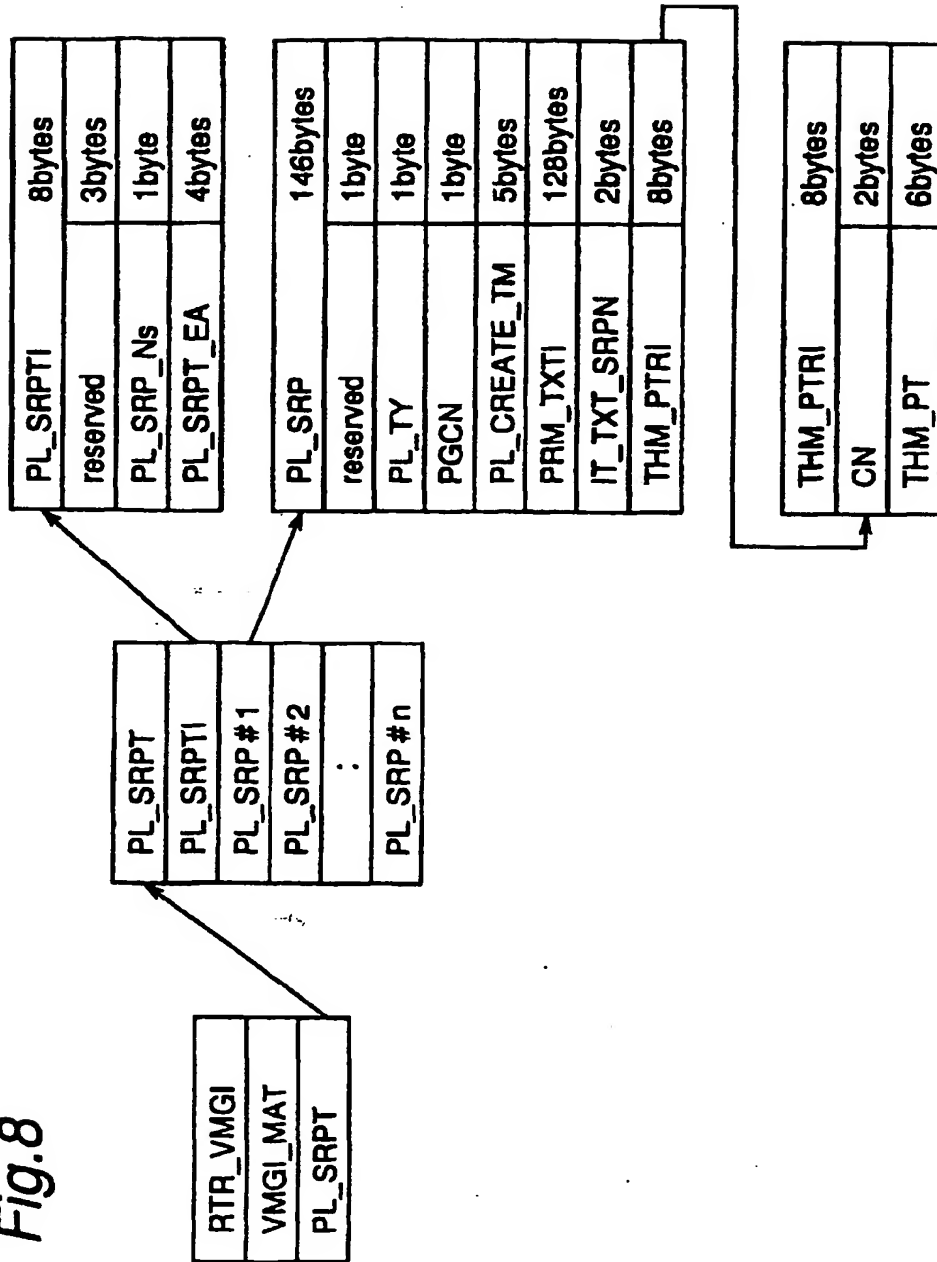 Fig.8
RTR_VMGI
VMGI_MAT
PL_SRPT
PL_SRPT
PL_SRPTI
PL_SRP#1
PL_SRP#2
:
PL_SRP#n
PL_SRPTI 8bytes
reserved 3bytes
PL_SRP_Ns 1byte
PL_SRPT_EA 4bytes
PL_SRP 146bytes
reserved 1byte
PL_TY 1byte
PGCN 1byte
PL_CREATE_TM 5bytes
PRM_TXTI 128bytes
IT_TXT_SRPN 2bytes
THM_PTRI 8bytes
THM_PTRI 8bytes
CN 2bytes
THM_PT 6bytes